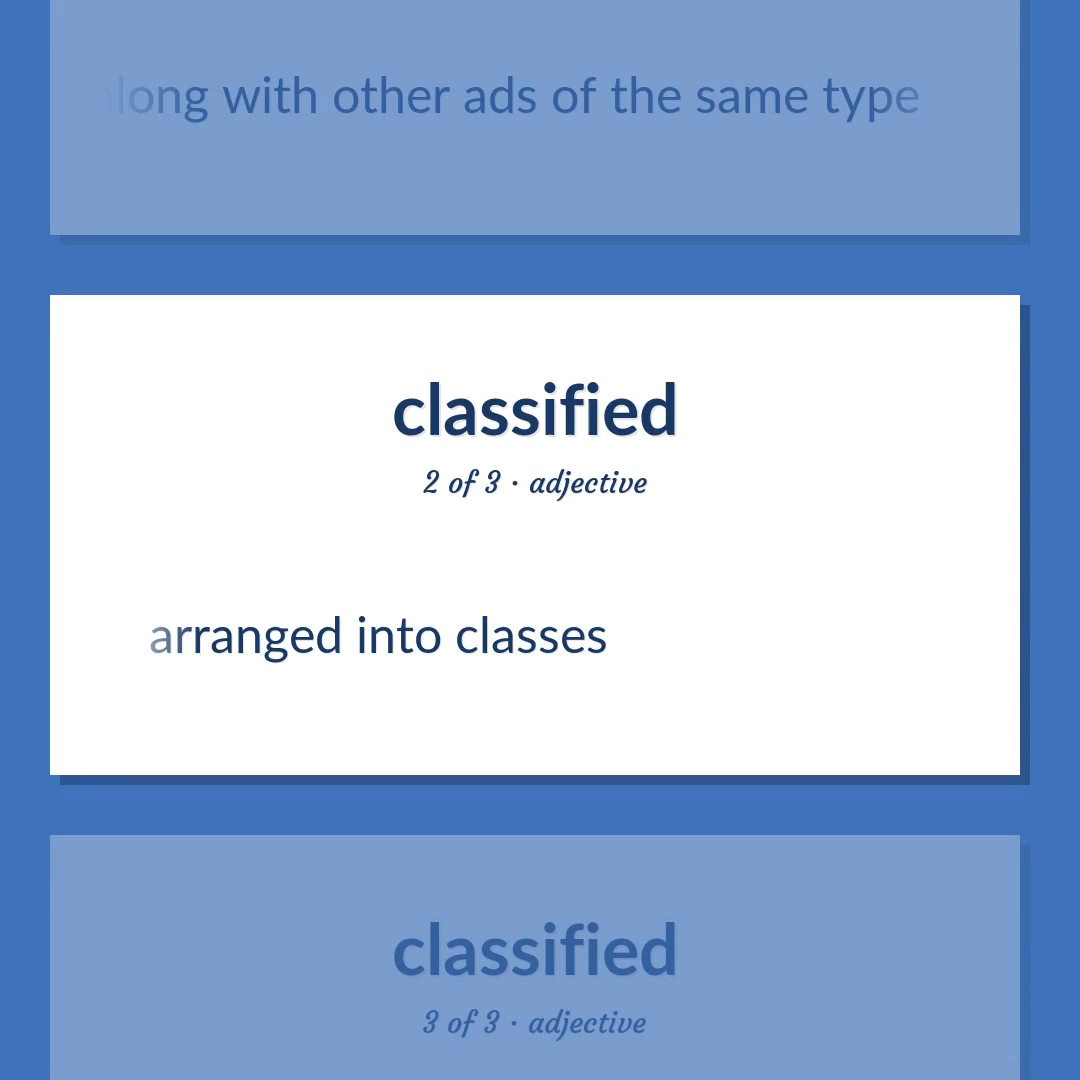 along with other ads of the same type
classified
2 of 3 · adjective
arranged into classes
classified
3 of 3 · adjective